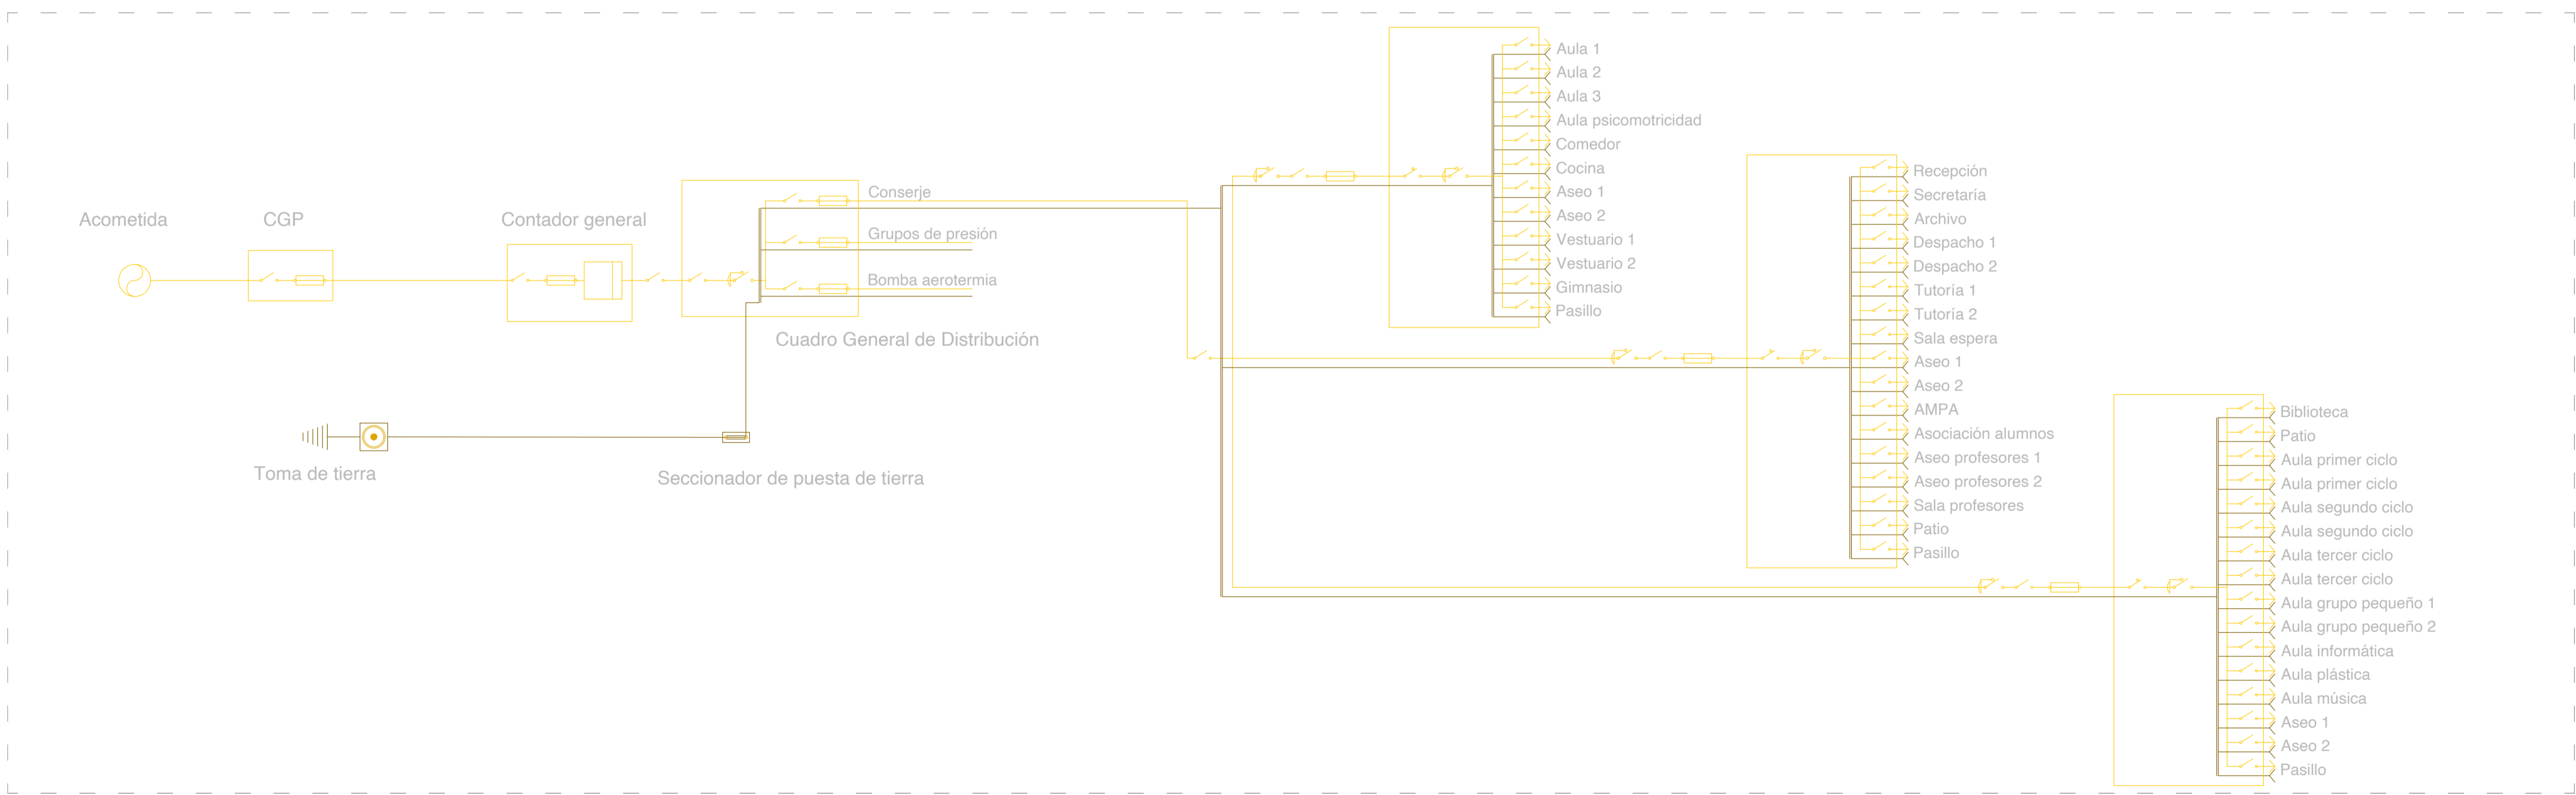 Acometida
CGP
Contador general
Conserje
Grupos de presión
Bomba aerotermia
Cuadro General de Distribución
Toma de tierra
Seccionador de puesta de tierra
Aula 1
Aula 2
Aula 3
Aula psicomotricidad
Comedor
Cocina
Aseo 1
Aseo 2
Vestuario 1
Vestuario 2
Gimnasio
Pasillo
Recepción
Secretaría
Archivo
Despacho 1
Despacho 2
Tutoría 1
Tutoría 2
Sala espera
Aseo 1
Aseo 2
AMPA
Asociación alumnos
Aseo profesores 1
Aseo profesores 2
Sala profesores
Patio
Pasillo
Biblioteca
Patio
Aula primer ciclo
Aula primer ciclo
Aula segundo ciclo
Aula segundo ciclo
Aula tercer ciclo
Aula tercer ciclo
Aula grupo pequeño 1
Aula grupo pequeño 2
Aula informática
Aula plástica
Aula música
Aseo 1
Aseo 2
Pasillo